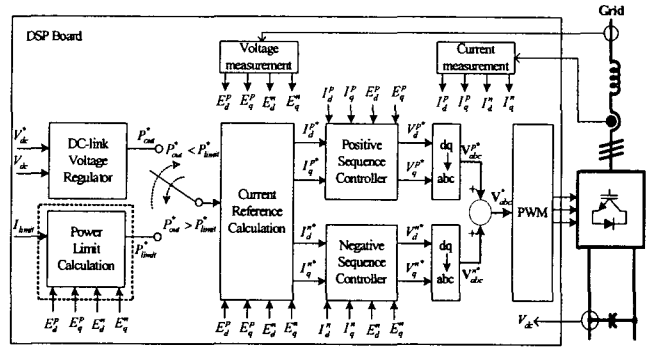 Grid
DSP Board
Voltage measurement
Current measurement
E_d^p E_q^p E_d^n E_q^n
I_d^p I_q^p I_d^n I_q^n
I_d^p I_q^p E_d^p E_q^p
V_dc^*
V_dc
DC-link Voltage Regulator
P_out^*
P_out^* < P_limit^*
P_out^* > P_limit^*
I_limit
Power Limit Calculation
P_limit^*
E_d^p E_q^p E_d^n E_q^n
Current Reference Calculation
E_d^p E_q^p E_d^n E_q^n
I_d^p*
I_q^p*
Positive Sequence Controller
V_d^p*
V_q^p*
dq
abc
V_abc^p*
I_d^n*
I_q^n*
Negative Sequence Controller
I_d^n I_q^n E_d^n E_q^n
V_d^n*
V_q^n*
dq
abc
V_abc^n*
+
+
V_abc^*
PWM
V_dc